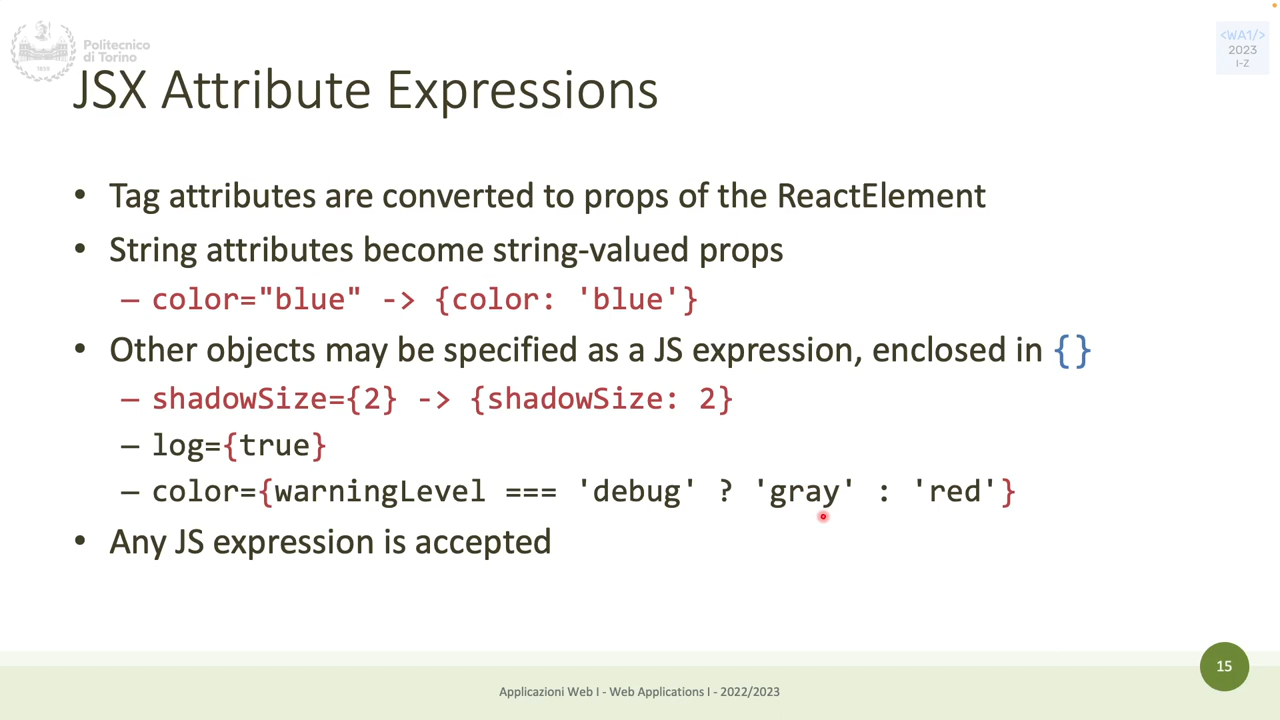 Politecnico
di Torino
1859
<WA1/>
2023
I-Z
JSX Attribute Expressions
• Tag attributes are converted to props of the ReactElement
• String attributes become string-valued props
– color="blue" -> {color: 'blue'}
• Other objects may be specified as a JS expression, enclosed in {}
– shadowSize={2} -> {shadowSize: 2}
– log={true}
– color={warningLevel === 'debug' ? 'gray' : 'red'}
• Any JS expression is accepted
15
Applicazioni Web I - Web Applications I - 2022/2023